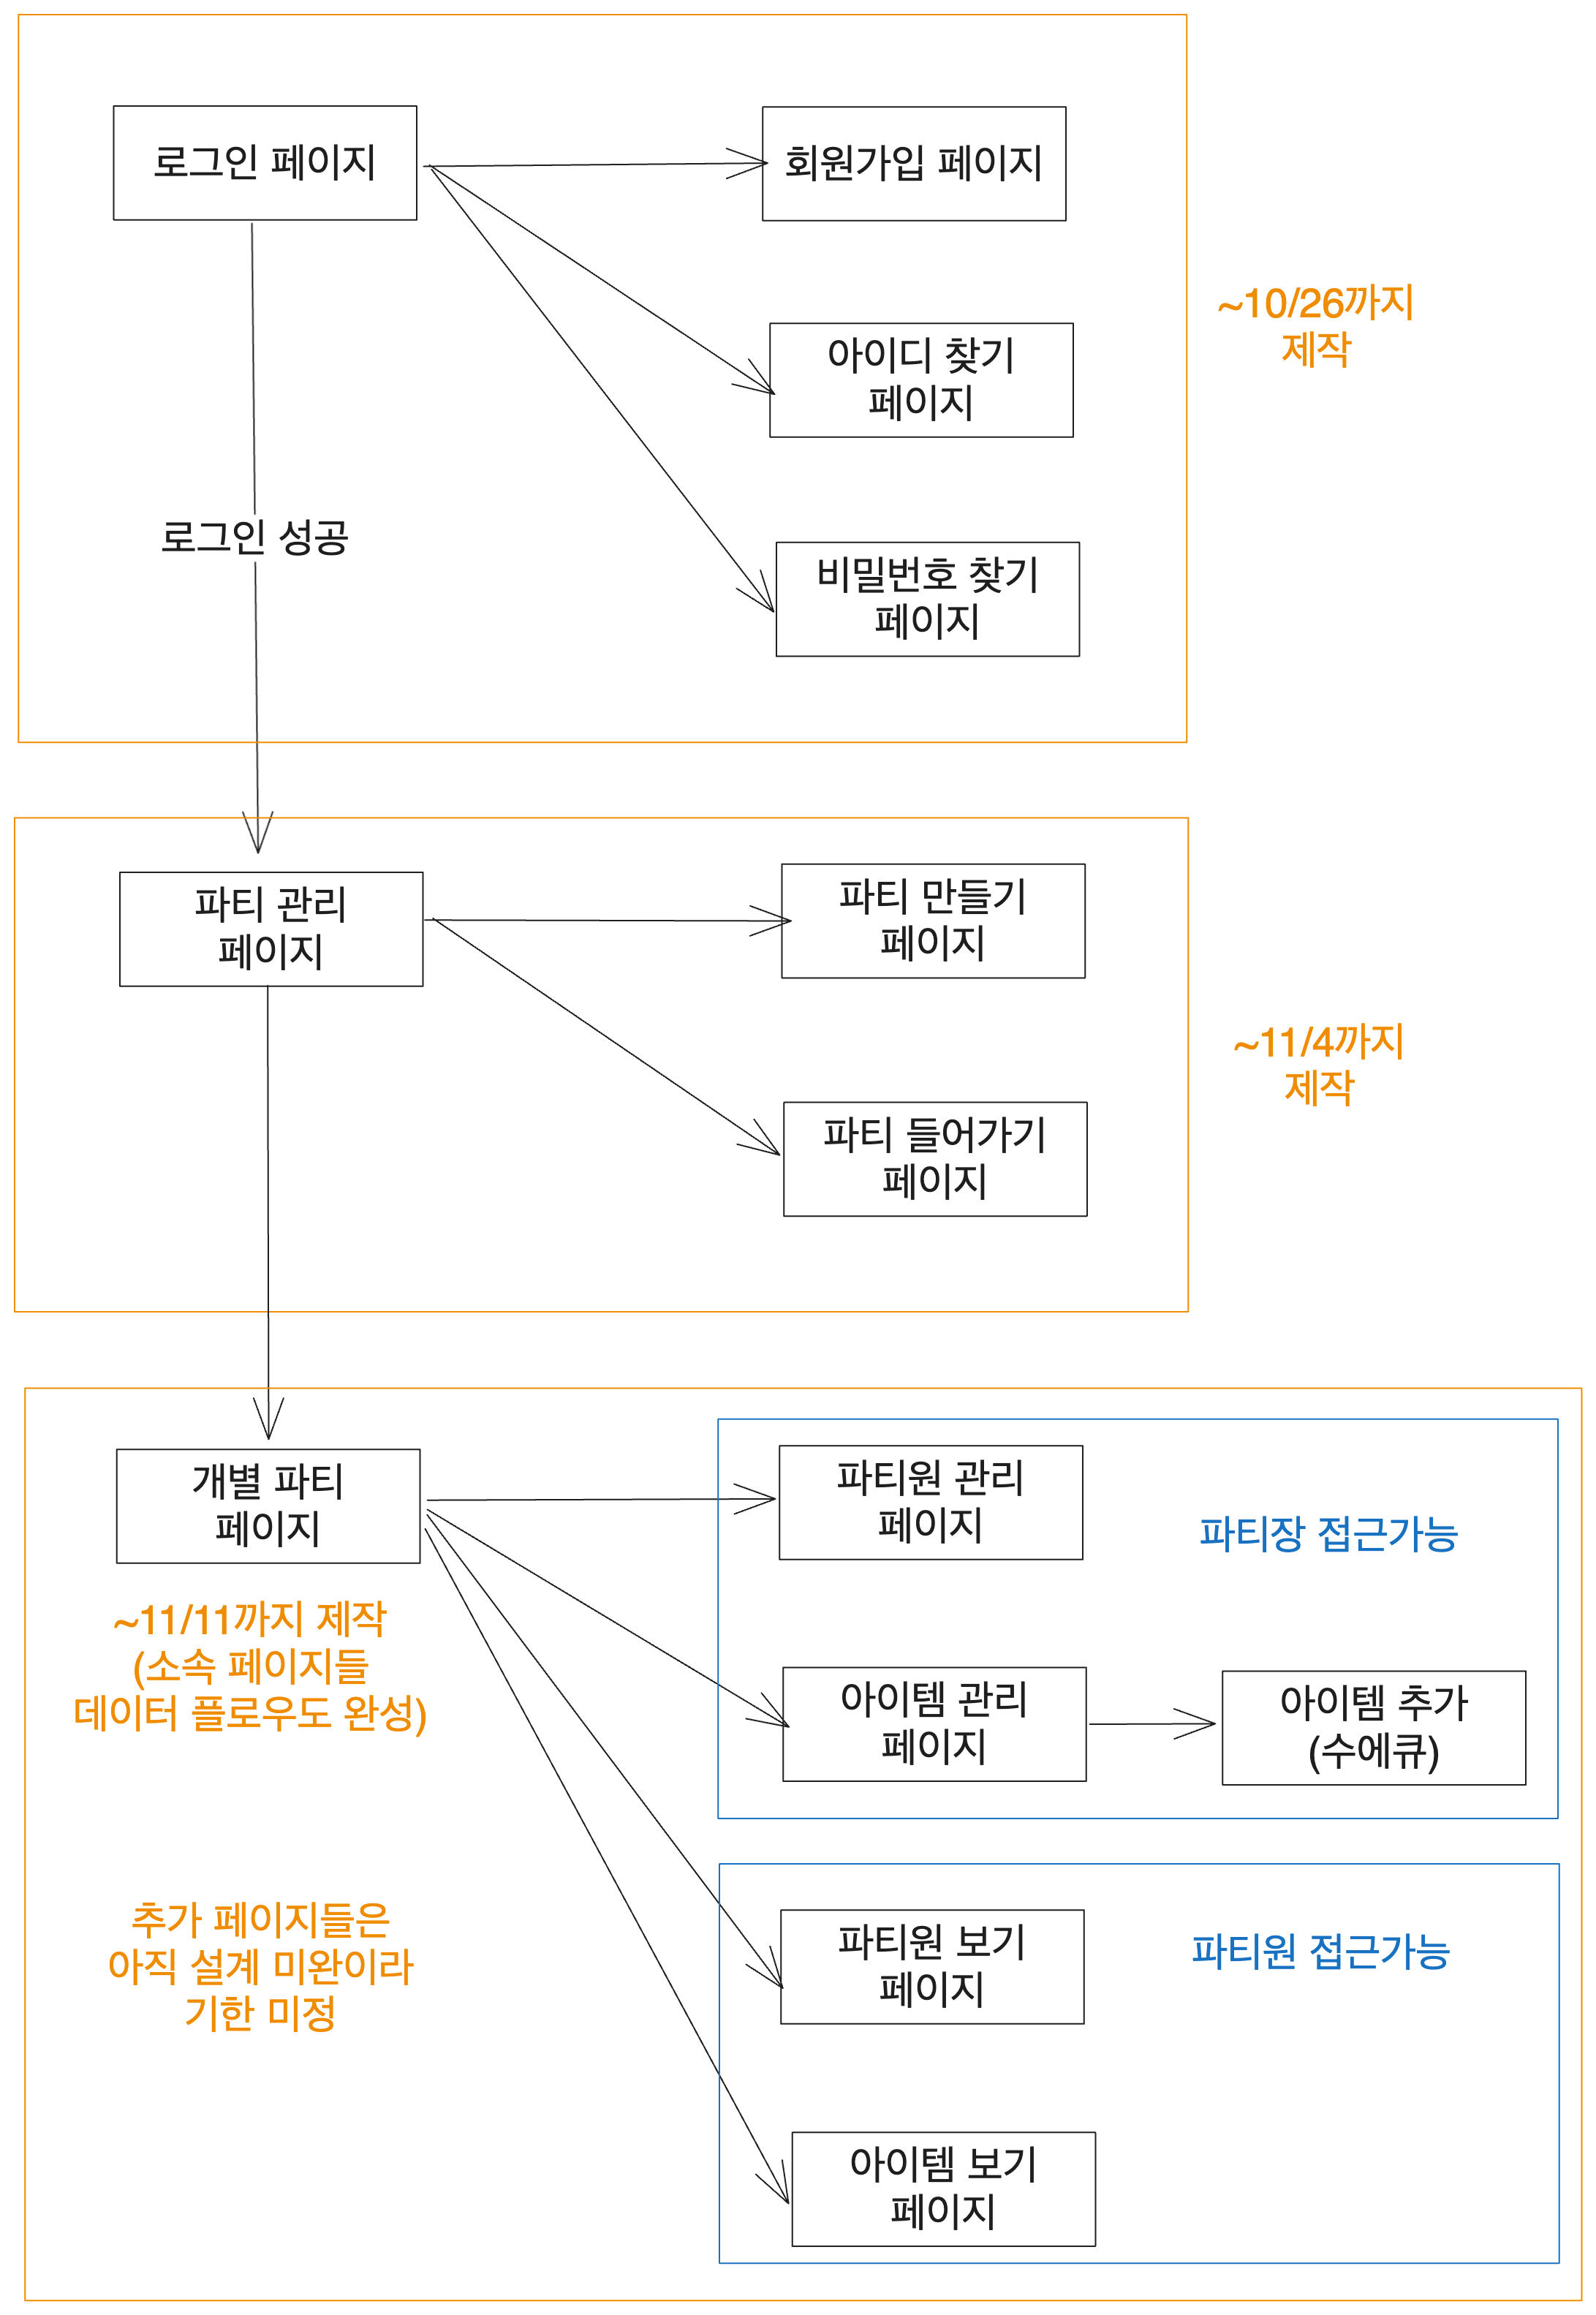 로그인 페이지
회원가입 페이지
~10/26까지
제작
아이디 찾기
페이지
로그인 성공
비밀번호 찾기
페이지
파티 관리
페이지
파티 만들기
페이지
~11/4까지
제작
파티 들어가기
페이지
개별 파티
페이지
파티원 관리
페이지
파티장 접근가능
~11/11까지 제작
(소속 페이지들
데이터 플로우도 완성)
아이템 관리
페이지
아이템 추가
(수에큐)
추가 페이지들은
아직 설계 미완이라
기한 미정
파티원 보기
페이지
파티원 접근가능
아이템 보기
페이지